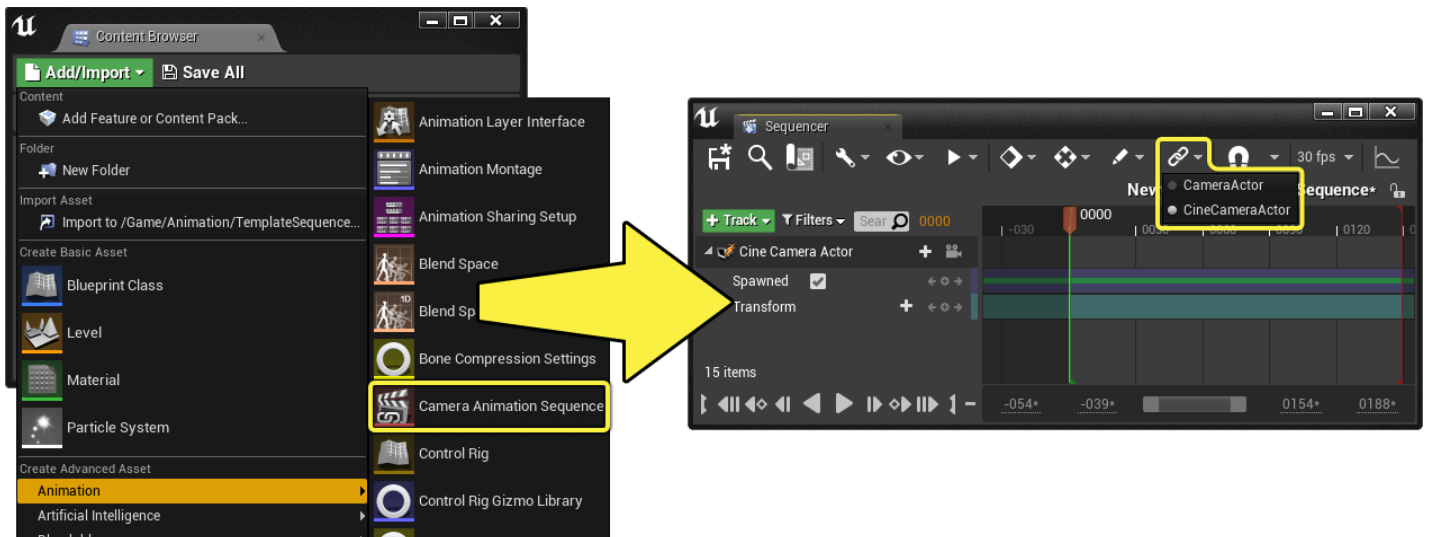 Content Browser
Add/Import
Save All
Content
Add Feature or Content Pack...
Folder
New Folder
Import Asset
Import to /Game/Animation/TemplateSequence...
Create Basic Asset
Blueprint Class
Level
Material
Particle System
Create Advanced Asset
Animation
Artificial Intelligence
Animation Layer Interface
Animation Montage
Animation Sharing Setup
Blend Space
1D
Blend Sp
Bone Compression Settings
Camera Animation Sequence
Control Rig
Control Rig Gizmo Library
Sequencer
30 fps
New
Sequence*
CameraActor
CineCameraActor
+ Track
Filters
Sear
0000
0000
-030
0120
Cine Camera Actor
Spawned
Transform
15 items
-054*
-039*
0154*
0188*